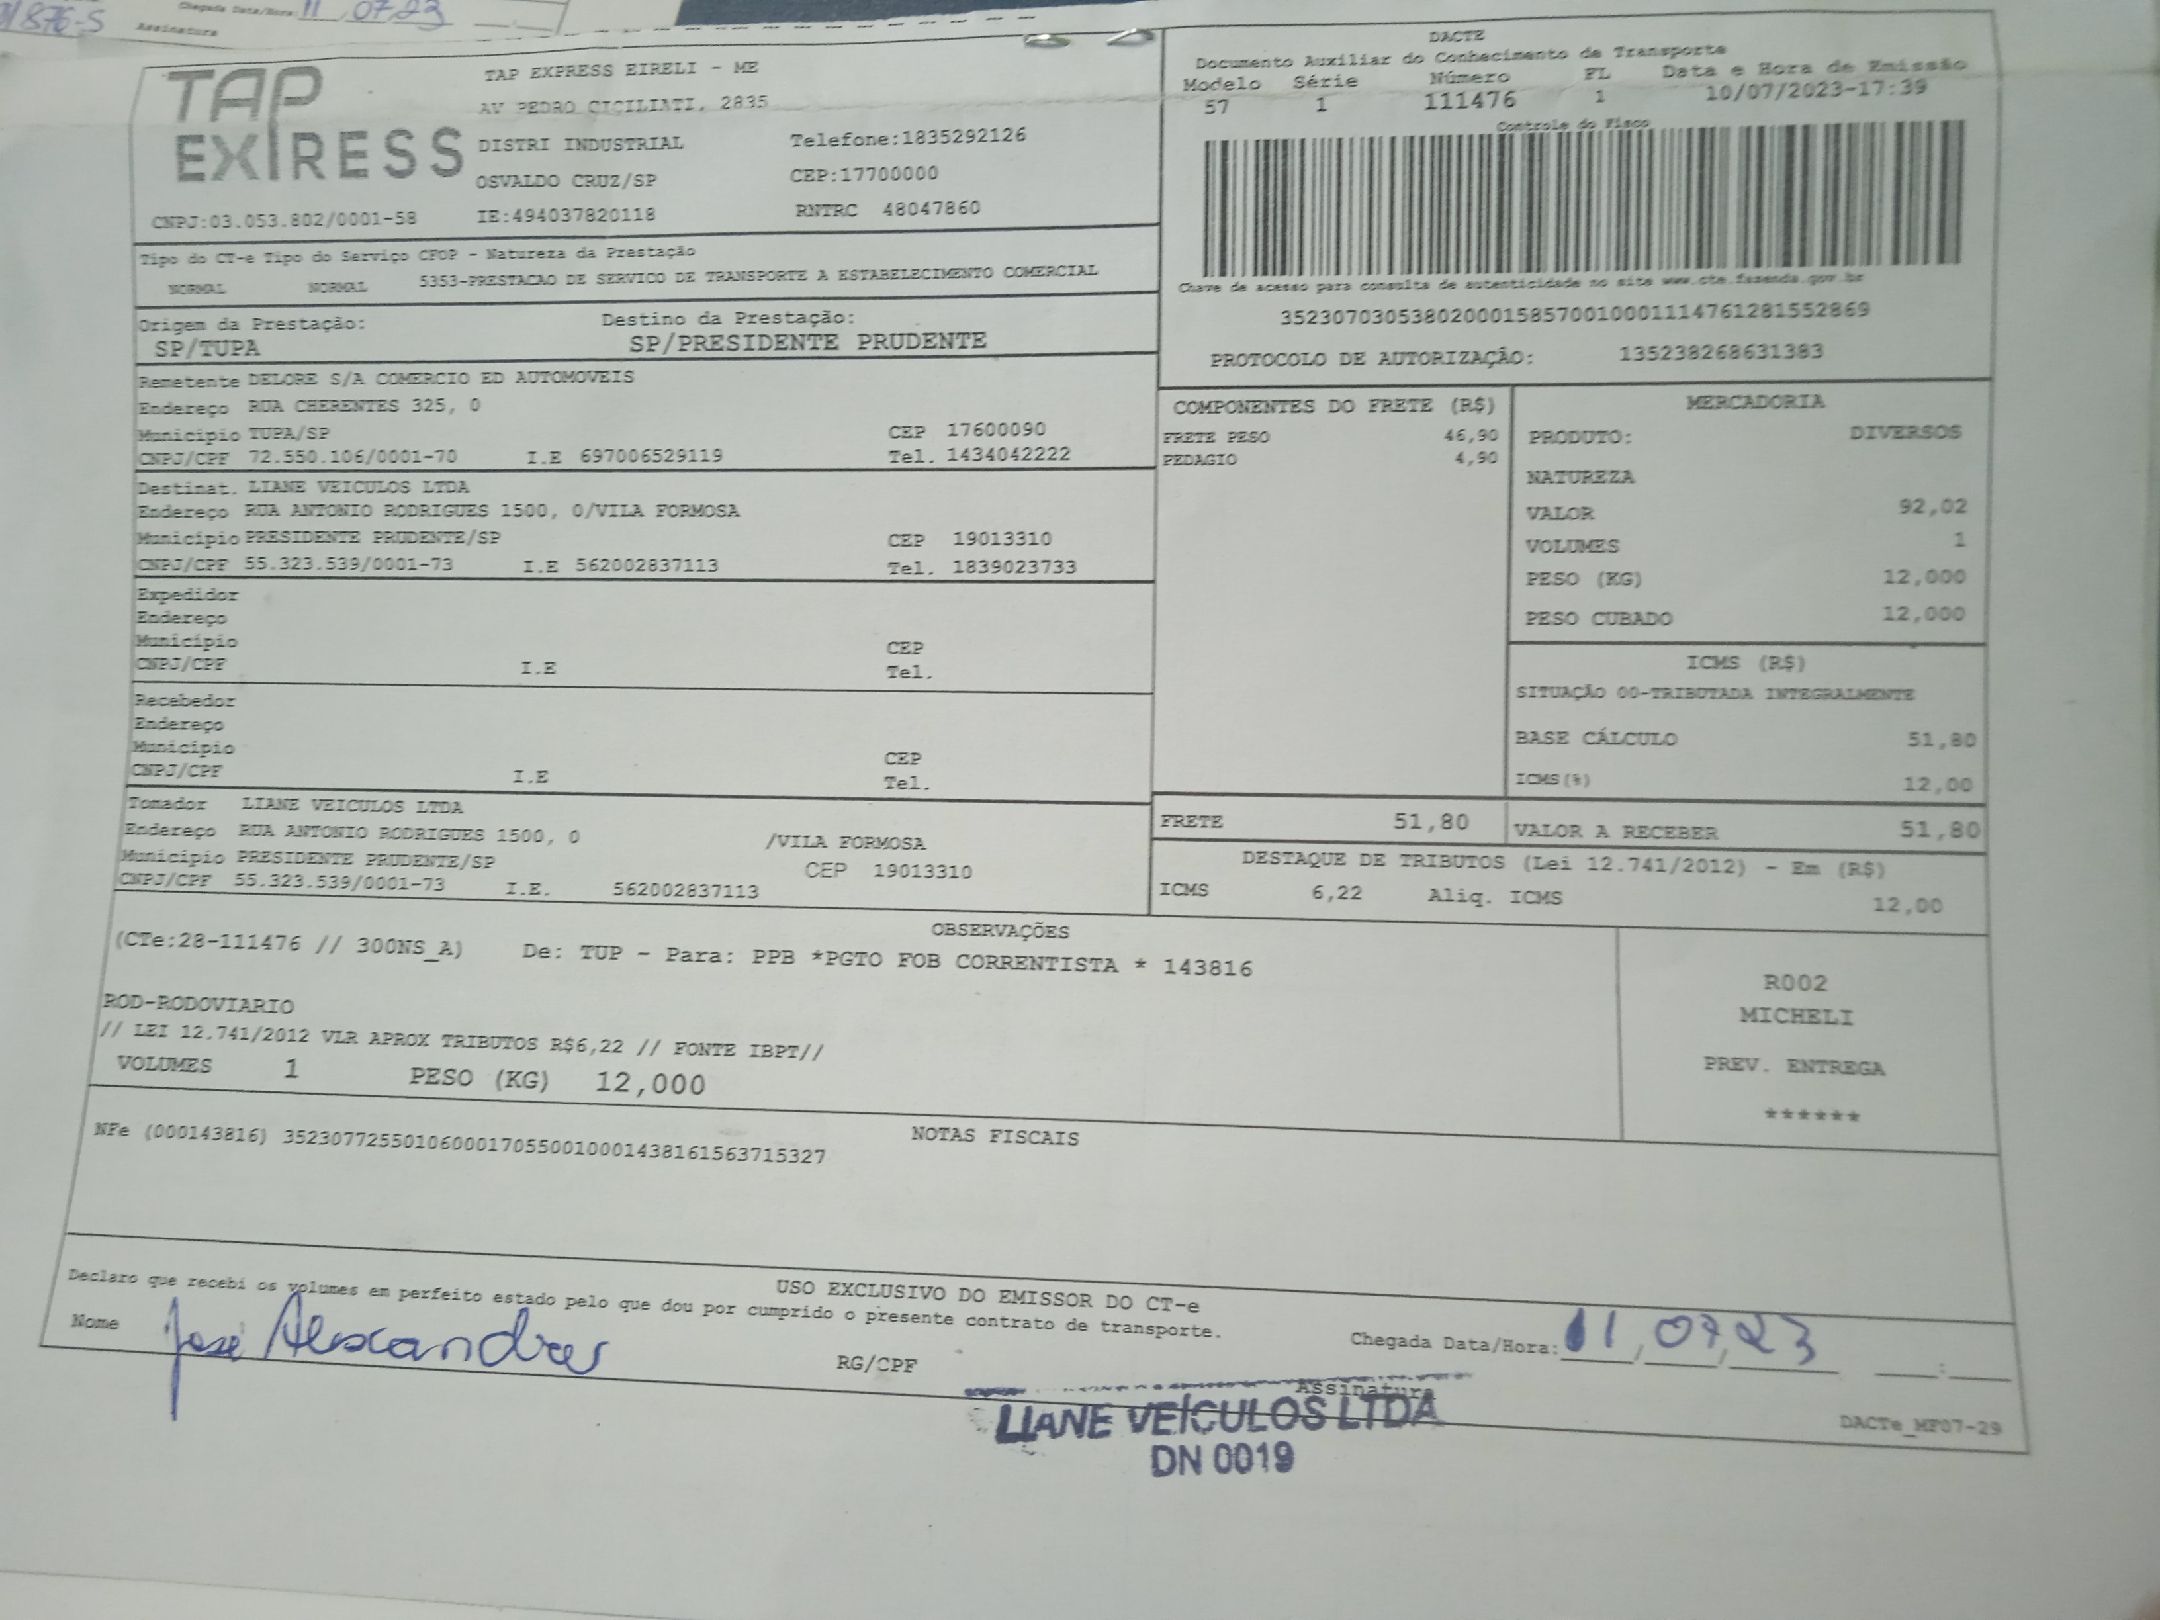 1876-S
Chegada Data/Hora: 11 07 23
Assinatura
TAP EXPRESS
TAP EXPRESS EIRELI - ME
AV PEDRO CICILIATI, 2835
DISTRI INDUSTRIAL Telefone:1835292126
OSVALDO CRUZ/SP CEP:17700000
CNPJ:03.053.802/0001-58 IE:494037820118 RNTRC 48047860
DACTE
Documento Auxiliar do Conhecimento de Transporte
Modelo Série Número FL Data e Hora de Emissão
57 1 111476 1 10/07/2023-17:39
Controle do Fisco
Chave de acesso para consulta de autenticidade no site www.cte.fazenda.gov.br
35230703053802000158570010001114761281552869
PROTOCOLO DE AUTORIZAÇÃO: 135238268631383
Tipo do CT-e Tipo do Serviço CFOP - Natureza da Prestação
NORMAL NORMAL 5353-PRESTACAO DE SERVICO DE TRANSPORTE A ESTABELECIMENTO COMERCIAL
Origem da Prestação: Destino da Prestação:
SP/TUPA SP/PRESIDENTE PRUDENTE
Remetente DELORE S/A COMERCIO ED AUTOMOVEIS
Endereço RUA CHERENTES 325, 0
Município TUPA/SP CEP 17600090
CNPJ/CPF 72.550.106/0001-70 I.E 697006529119 Tel. 1434042222
Destinat. LIANE VEICULOS LTDA
Endereço RUA ANTONIO RODRIGUES 1500, 0/VILA FORMOSA
Município PRESIDENTE PRUDENTE/SP CEP 19013310
CNPJ/CPF 55.323.539/0001-73 I.E 562002837113 Tel. 1839023733
Expedidor
Endereço
Município CEP
CNPJ/CPF I.E Tel.
Recebedor
Endereço
Município CEP
CNPJ/CPF I.E Tel.
Tomador LIANE VEICULOS LTDA
Endereço RUA ANTONIO RODRIGUES 1500, 0 /VILA FORMOSA
Município PRESIDENTE PRUDENTE/SP CEP 19013310
CNPJ/CPF 55.323.539/0001-73 I.E. 562002837113
COMPONENTES DO FRETE (R$)
FRETE PESO 46,90
PEDAGIO 4,90
MERCADORIA
PRODUTO: DIVERSOS
NATUREZA
VALOR 92,02
VOLUMES 1
PESO (KG) 12,000
PESO CUBADO 12,000
ICMS (R$)
SITUAÇÃO 00-TRIBUTADA INTEGRALMENTE
BASE CÁLCULO 51,80
ICMS(%) 12,00
FRETE 51,80 VALOR A RECEBER 51,80
DESTAQUE DE TRIBUTOS (Lei 12.741/2012) - Em (R$)
ICMS 6,22 Aliq. ICMS 12,00
OBSERVAÇÕES
(CTe:28-111476 // 300NS_A) De: TUP - Para: PPB *PGTO FOB CORRENTISTA * 143816
ROD-RODOVIARIO
// LEI 12.741/2012 VLR APROX TRIBUTOS R$6,22 // FONTE IBPT//
VOLUMES 1 PESO (KG) 12,000
R002
MICHELI
PREV. ENTREGA
******
NOTAS FISCAIS
NFe (000143816) 35230772550106000170550010001438161563715327
USO EXCLUSIVO DO EMISSOR DO CT-e
Declaro que recebi os volumes em perfeito estado pelo que dou por cumprido o presente contrato de transporte.
Nome José Alexandre RG/CPF Chegada Data/Hora: 11, 07, 23 :
Assinatura
LIANE VEÍCULOS LTDA
DN 0019
DACTe_MF07-29